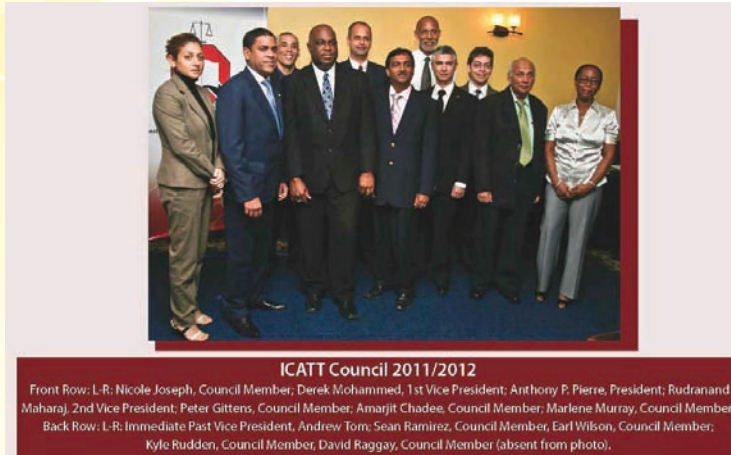 ICATT Council 2011/2012
Front Row: L-R: Nicole Joseph, Council Member; Derek Mohammed, 1st Vice President; Anthony P. Pierre, President; Rudranand
Maharaj, 2nd Vice President; Peter Gittens, Council Member; Amarjit Chadee, Council Member; Marlene Murray, Council Member
Back Row: L-R: Immediate Past Vice President, Andrew Tom; Sean Ramirez, Council Member, Earl Wilson, Council Member;
Kyle Rudden, Council Member, David Raggay, Council Member (absent from photo).